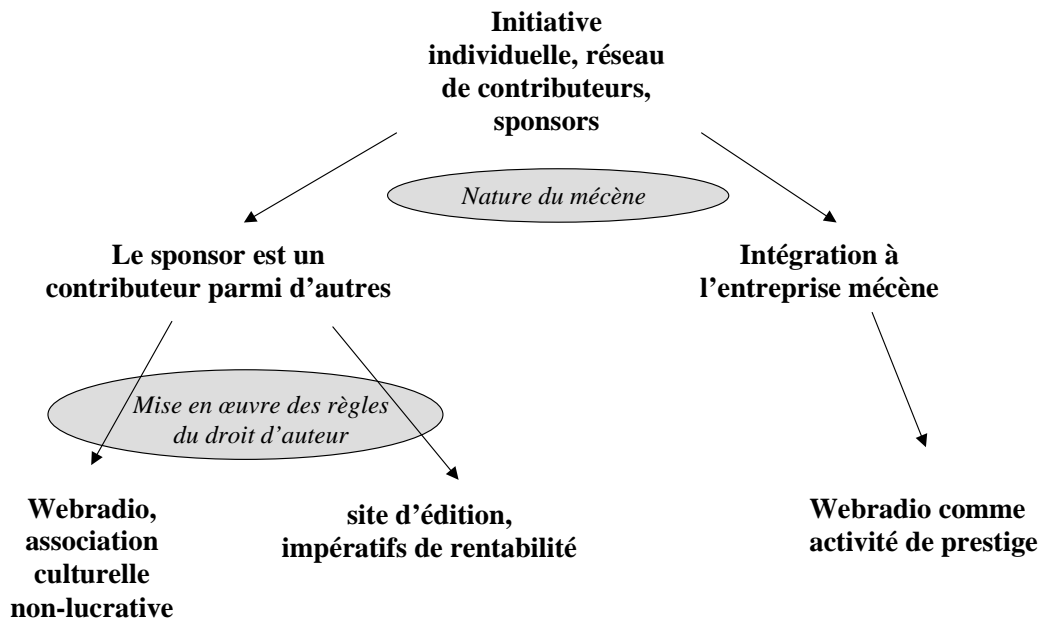 Initiative
individuelle, réseau
de contributeurs,
sponsors
Nature du mécène
Le sponsor est un
contributeur parmi d’autres
Intégration à
l’entreprise mécène
Mise en œuvre des règles
du droit d’auteur
Webradio,
association
culturelle
non-lucrative
site d’édition,
impératifs de rentabilité
Webradio comme
activité de prestige